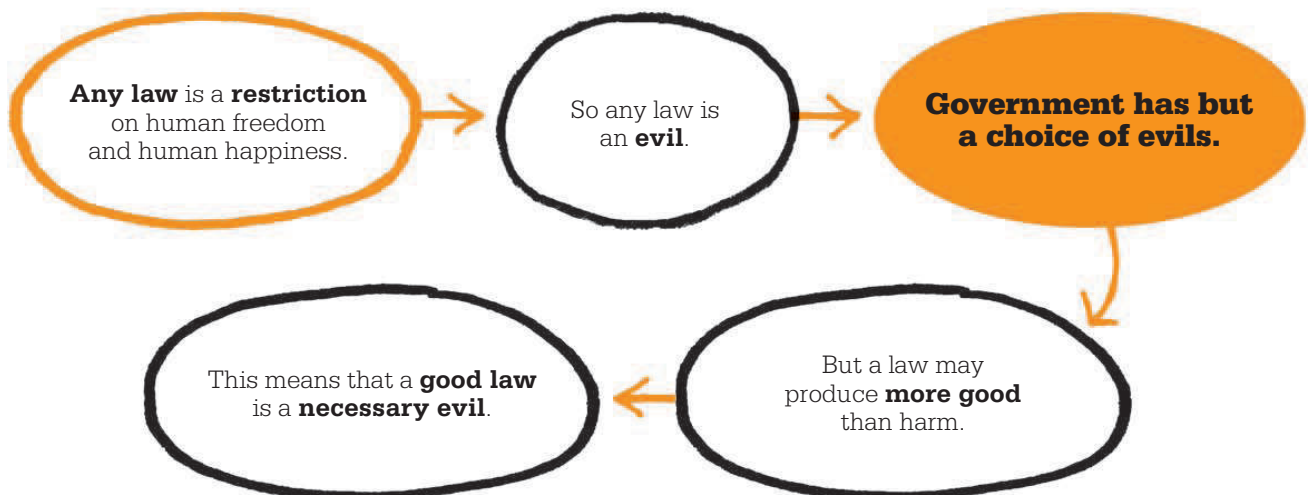 Any law is a restriction
on human freedom
and human happiness.
So any law is
an evil.
Government has but
a choice of evils.
But a law may
produce more good
than harm.
This means that a good law
is a necessary evil.